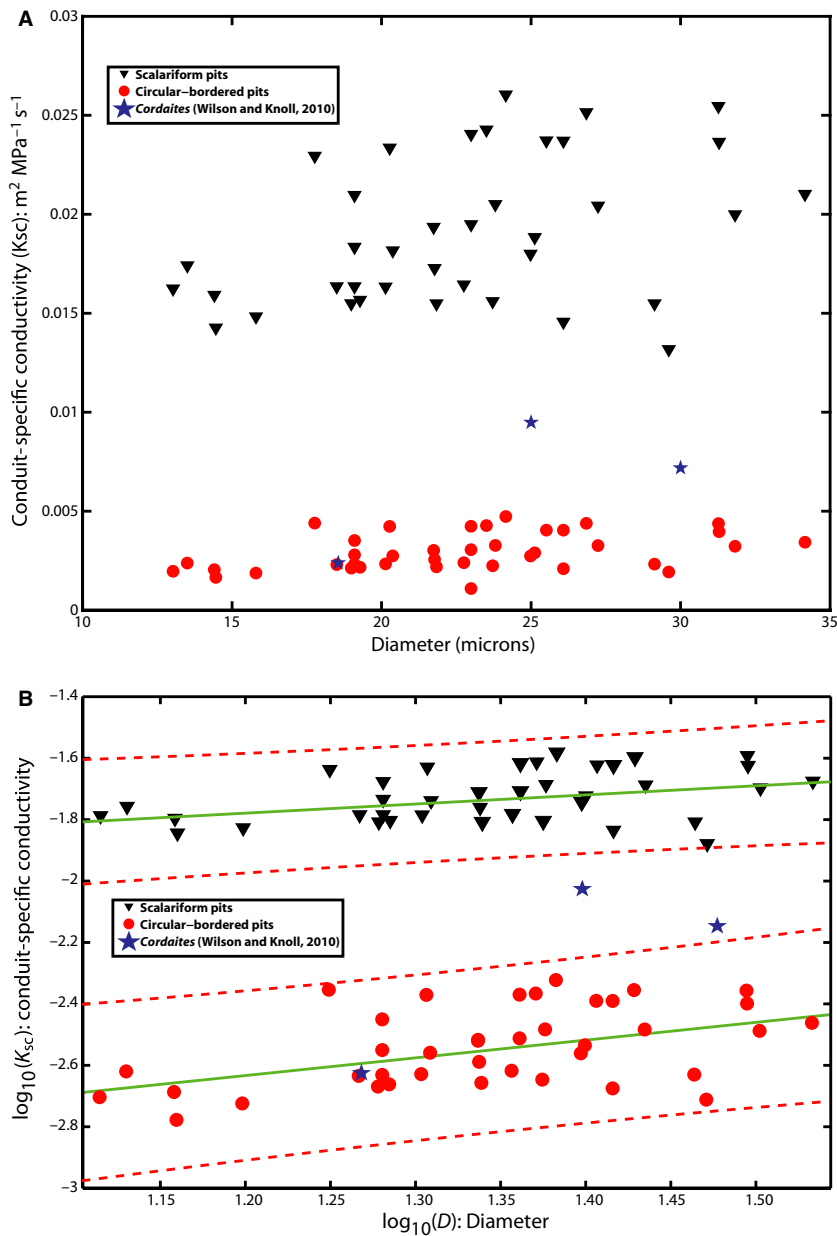 A
0.03
0.025
0.02
0.015
0.01
0.005
0
Conduit-specific conductivity (Ksc): m² MPa⁻¹ s⁻¹
Scalariform pits
Circular−bordered pits
Cordaites (Wilson and Knoll, 2010)
10 15 20 25 30 35
Diameter (microns)
B
−1.4
−1.6
−1.8
−2
−2.2
−2.4
−2.6
−2.8
−3
log₁₀(Ksc): conduit-specific conductivity
Scalariform pits
Circular−bordered pits
Cordaites (Wilson and Knoll, 2010)
1.15 1.20 1.25 1.30 1.35 1.40 1.45 1.50
log₁₀(D): Diameter